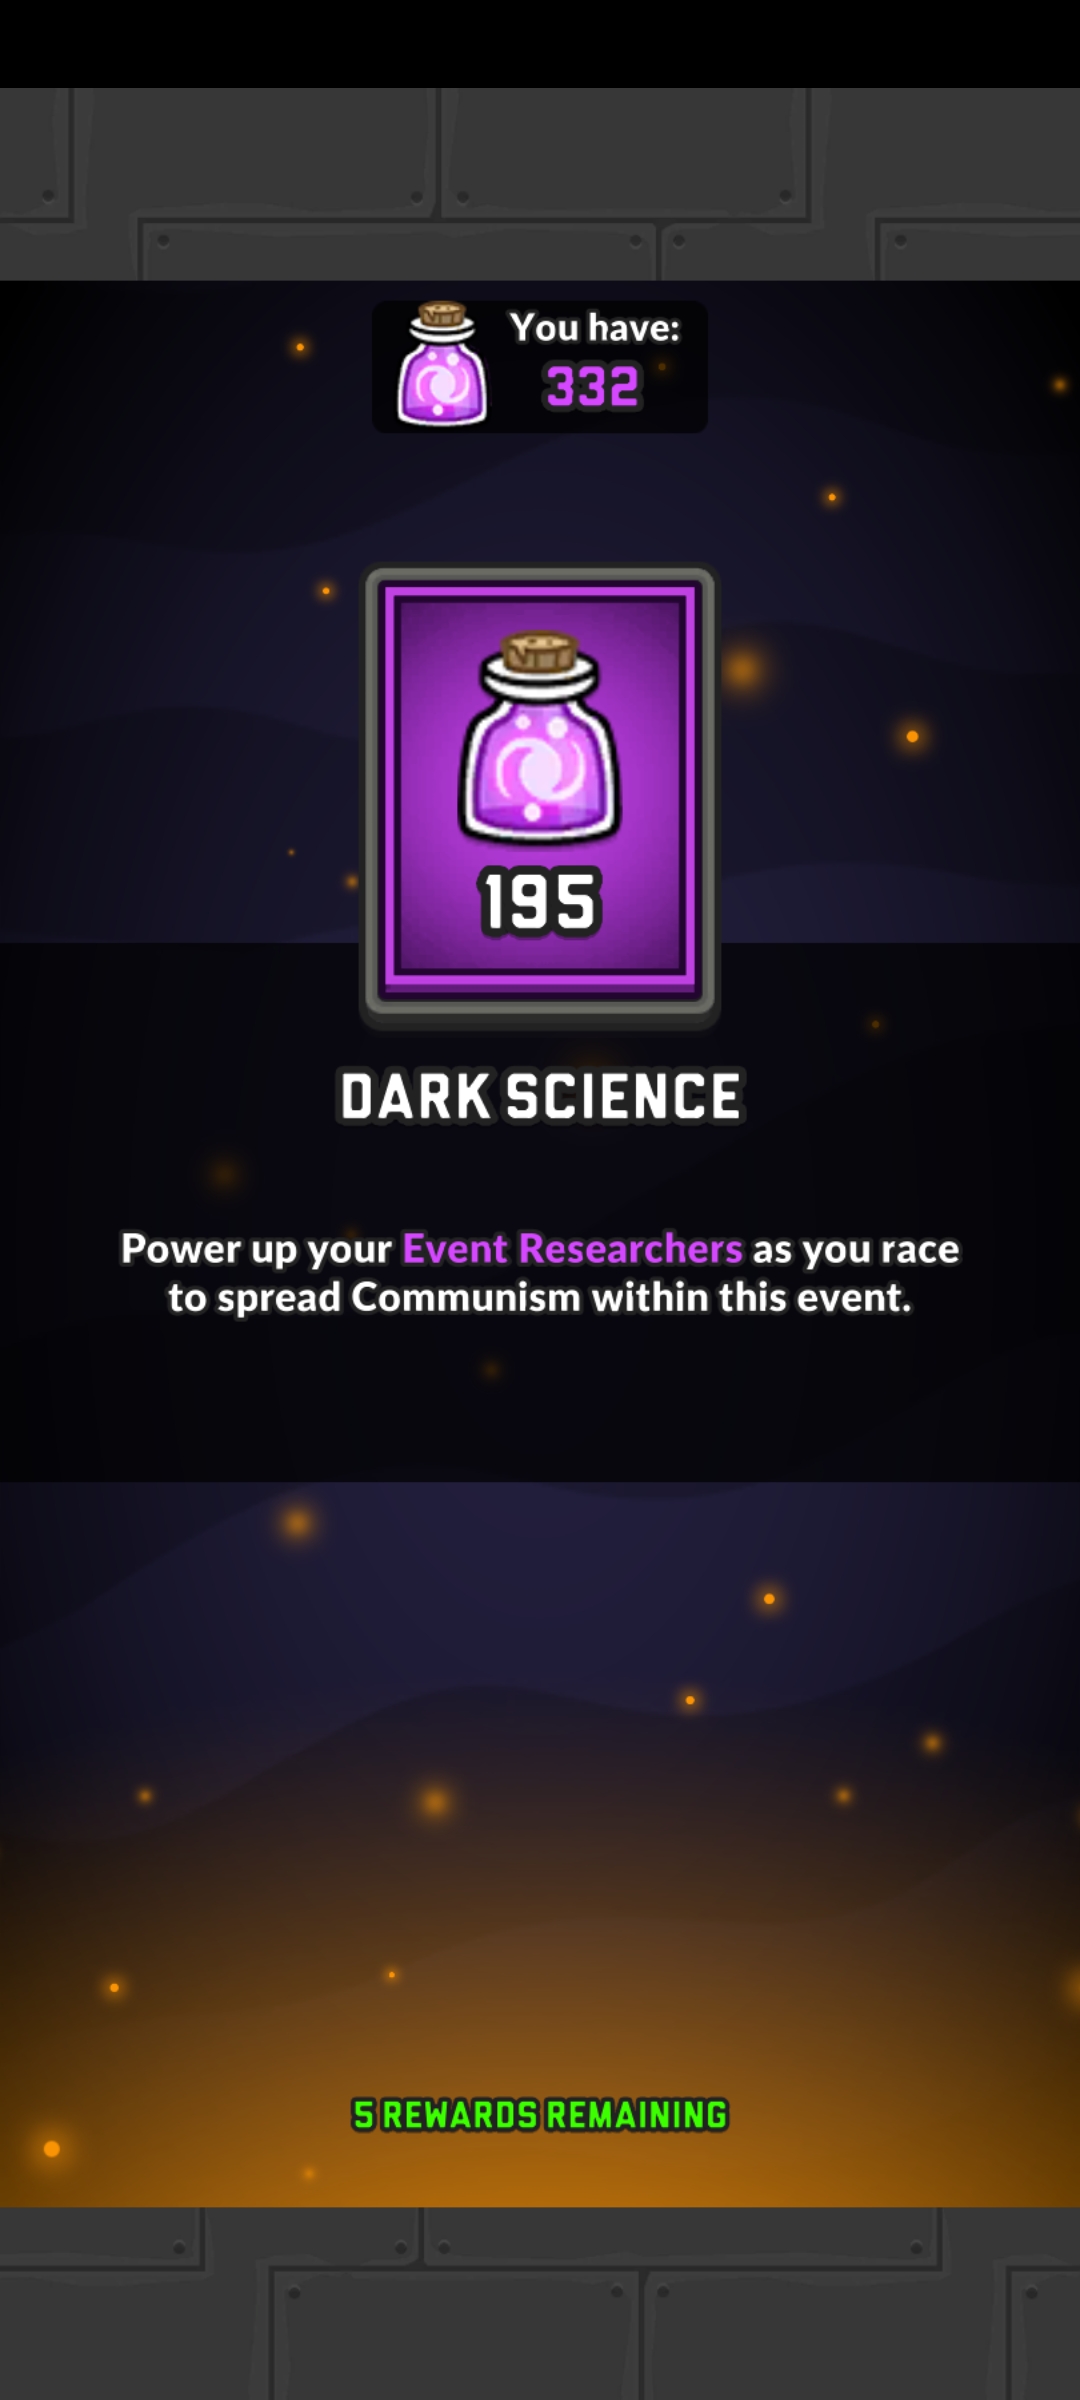 You have:
332
195
DARK SCIENCE
Power up your Event Researchers as you race
to spread Communism within this event.
5 REWARDS REMAINING